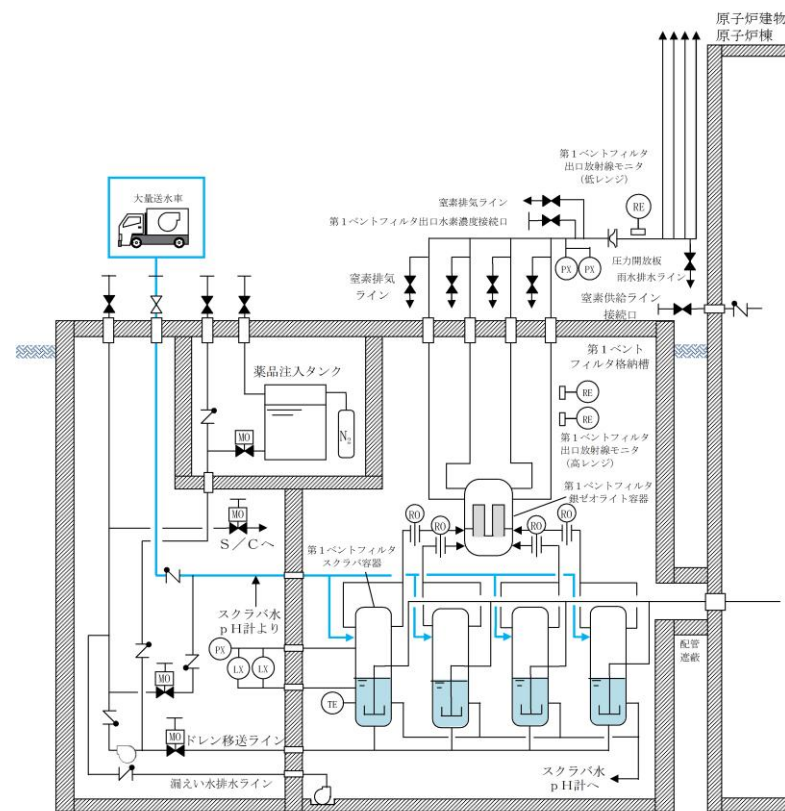 原子炉建物
原子炉棟
第１ベントフィルタ
出口放射線モニタ
(低レンジ)
大量送水車
窒素排気ライン
RE
第１ベントフィルタ出口水素濃度接続口
圧力開放板
PX
PX
雨水排水ライン
窒素排気
ライン
窒素供給ライン
接続口
第１ベント
フィルタ格納槽
薬品注入タンク
RE
RE
N₂
MO
第１ベントフィルタ
出口放射線モニタ
(高レンジ)
第１ベントフィルタ
銀ゼオライト容器
MO
RO
RO
RO
RO
S／Cへ
第１ベントフィルタ
スクラバ容器
スクラバ水
pH計より
PX
LX
LX
配管
遮蔽
MO
TE
MO
ドレン移送ライン
スクラバ水
pH計へ
漏えい水排水ライン